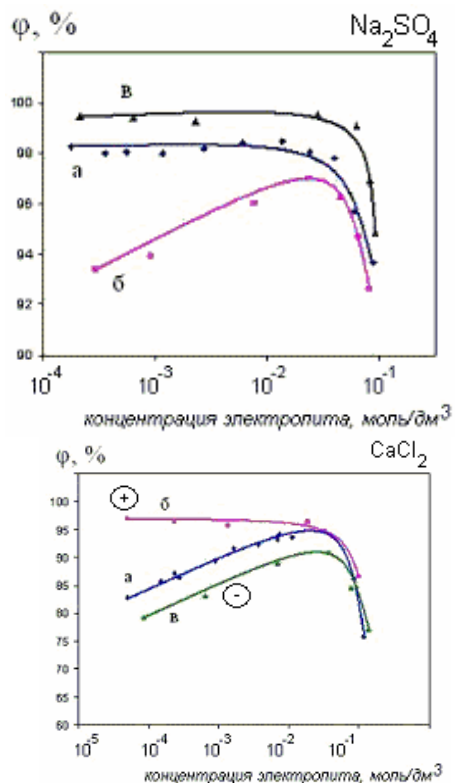 φ, %
Na₂SO₄
100
98
96
94
92
90
в
а
б
10⁻⁴
10⁻³
10⁻²
10⁻¹
концентрация электролита, моль/дм³
φ, %
CaCl₂
100
95
90
85
80
75
70
65
60
+
б
а
в
-
10⁻⁵
10⁻⁴
10⁻³
10⁻²
10⁻¹
концентрация электролита, моль/дм³